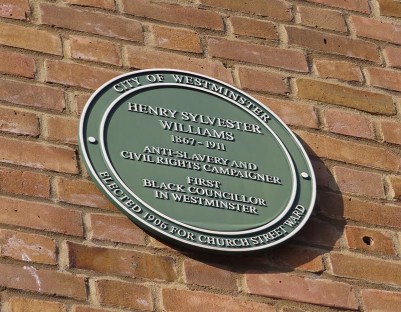 CITY OF WESTMINSTER
HENRY SYLVESTER
WILLIAMS
1867-1911
ANTI-SLAVERY AND
CIVIL RIGHTS CAMPAIGNER
FIRST
BLACK COUNCILLOR
IN WESTMINSTER
ELECTED 1906 FOR CHURCH STREET WARD